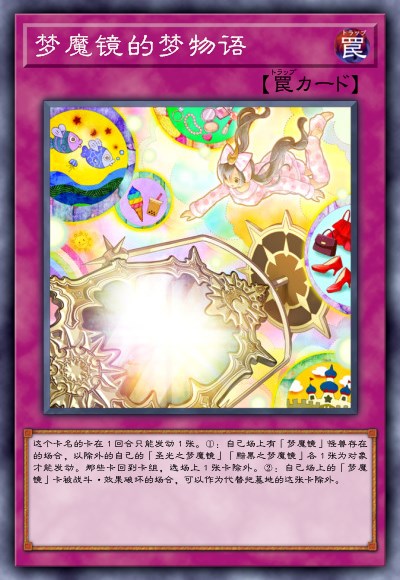 梦魔镜的梦物语
トラップ
罠
【罠カード】
トラップ
这个卡名的卡在1回合只能发动1张。①：自己场上有「梦魔镜」怪兽存在
的场合，以除外的自己的「圣光之梦魔镜」「黯黑之梦魔镜」各1张为对象
才能发动。那些卡回到卡组，选场上1张卡除外。②：自己场上的「梦魔
镜」卡被战斗·效果破坏的场合，可以作为代替把墓地的这张卡除外。